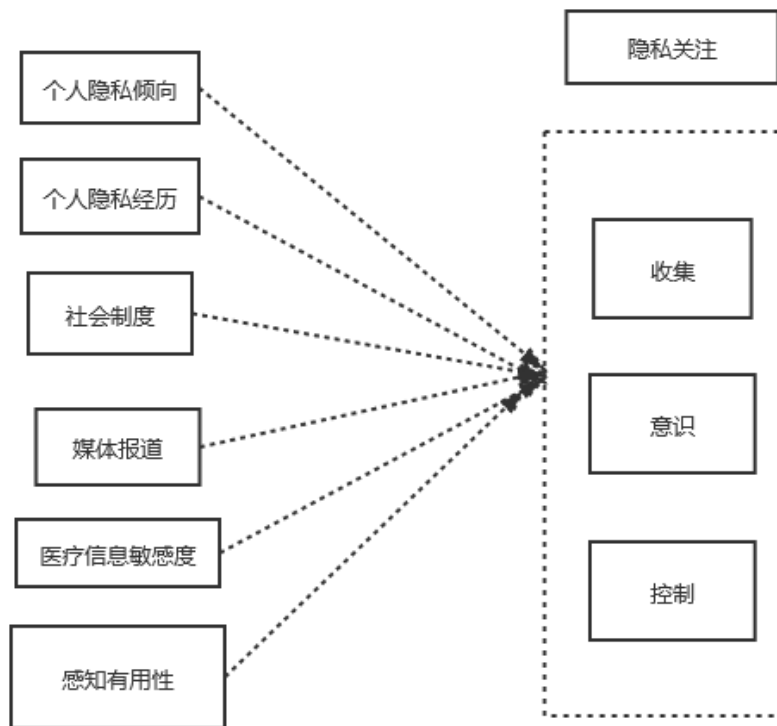 隐私关注
个人隐私倾向
个人隐私经历
社会制度
媒体报道
医疗信息敏感度
感知有用性
收集
意识
控制